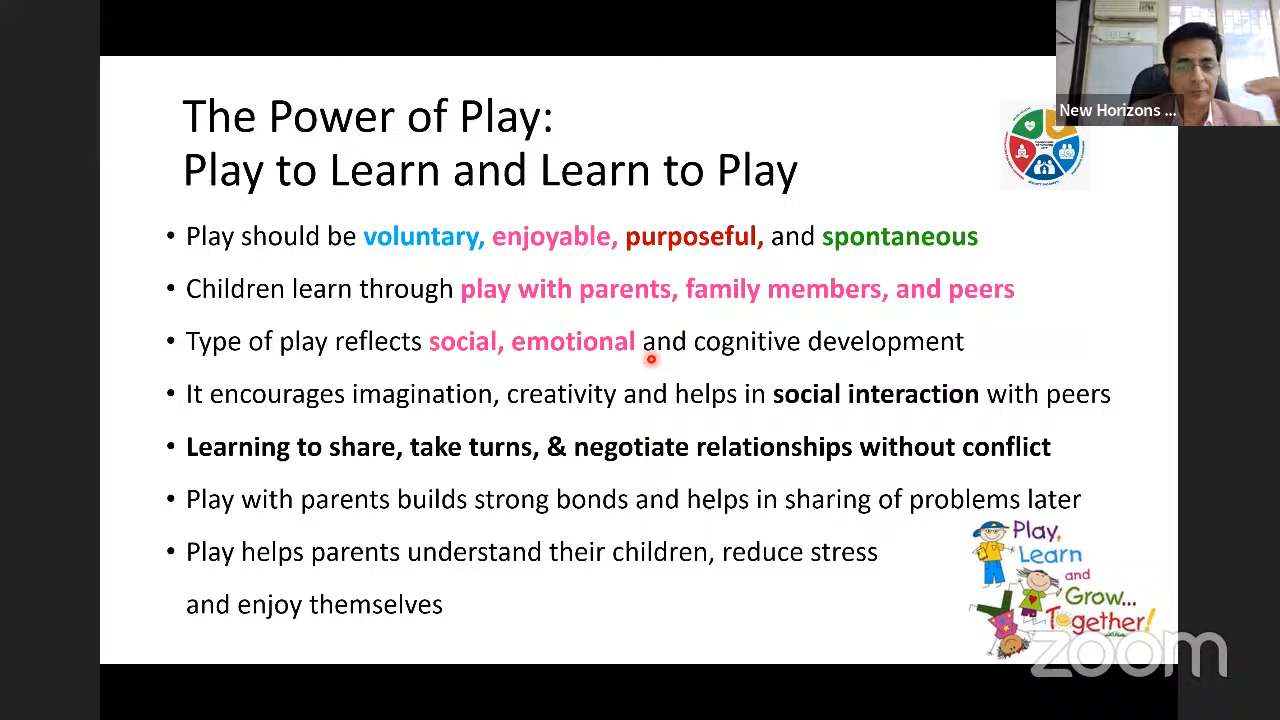 The Power of Play:
Play to Learn and Learn to Play
New Horizons ...
• Play should be voluntary, enjoyable, purposeful, and spontaneous
• Children learn through play with parents, family members, and peers
• Type of play reflects social, emotional and cognitive development
• It encourages imagination, creativity and helps in social interaction with peers
• Learning to share, take turns, & negotiate relationships without conflict
• Play with parents builds strong bonds and helps in sharing of problems later
• Play helps parents understand their children, reduce stress
and enjoy themselves
Play,
Learn
and
Grow...
Together!
zoom